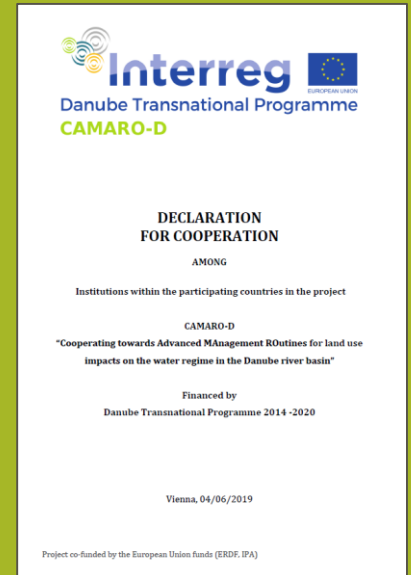 Interreg
EUROPEAN UNION
Danube Transnational Programme
CAMARO-D
DECLARATION
FOR COOPERATION
AMONG
Institutions within the participating countries in the project
CAMARO-D
"Cooperating towards Advanced MAnagement ROutines for land use
impacts on the water regime in the Danube river basin"
Financed by
Danube Transnational Programme 2014 -2020
Vienna, 04/06/2019
Project co-funded by the European Union funds (ERDF, IPA)